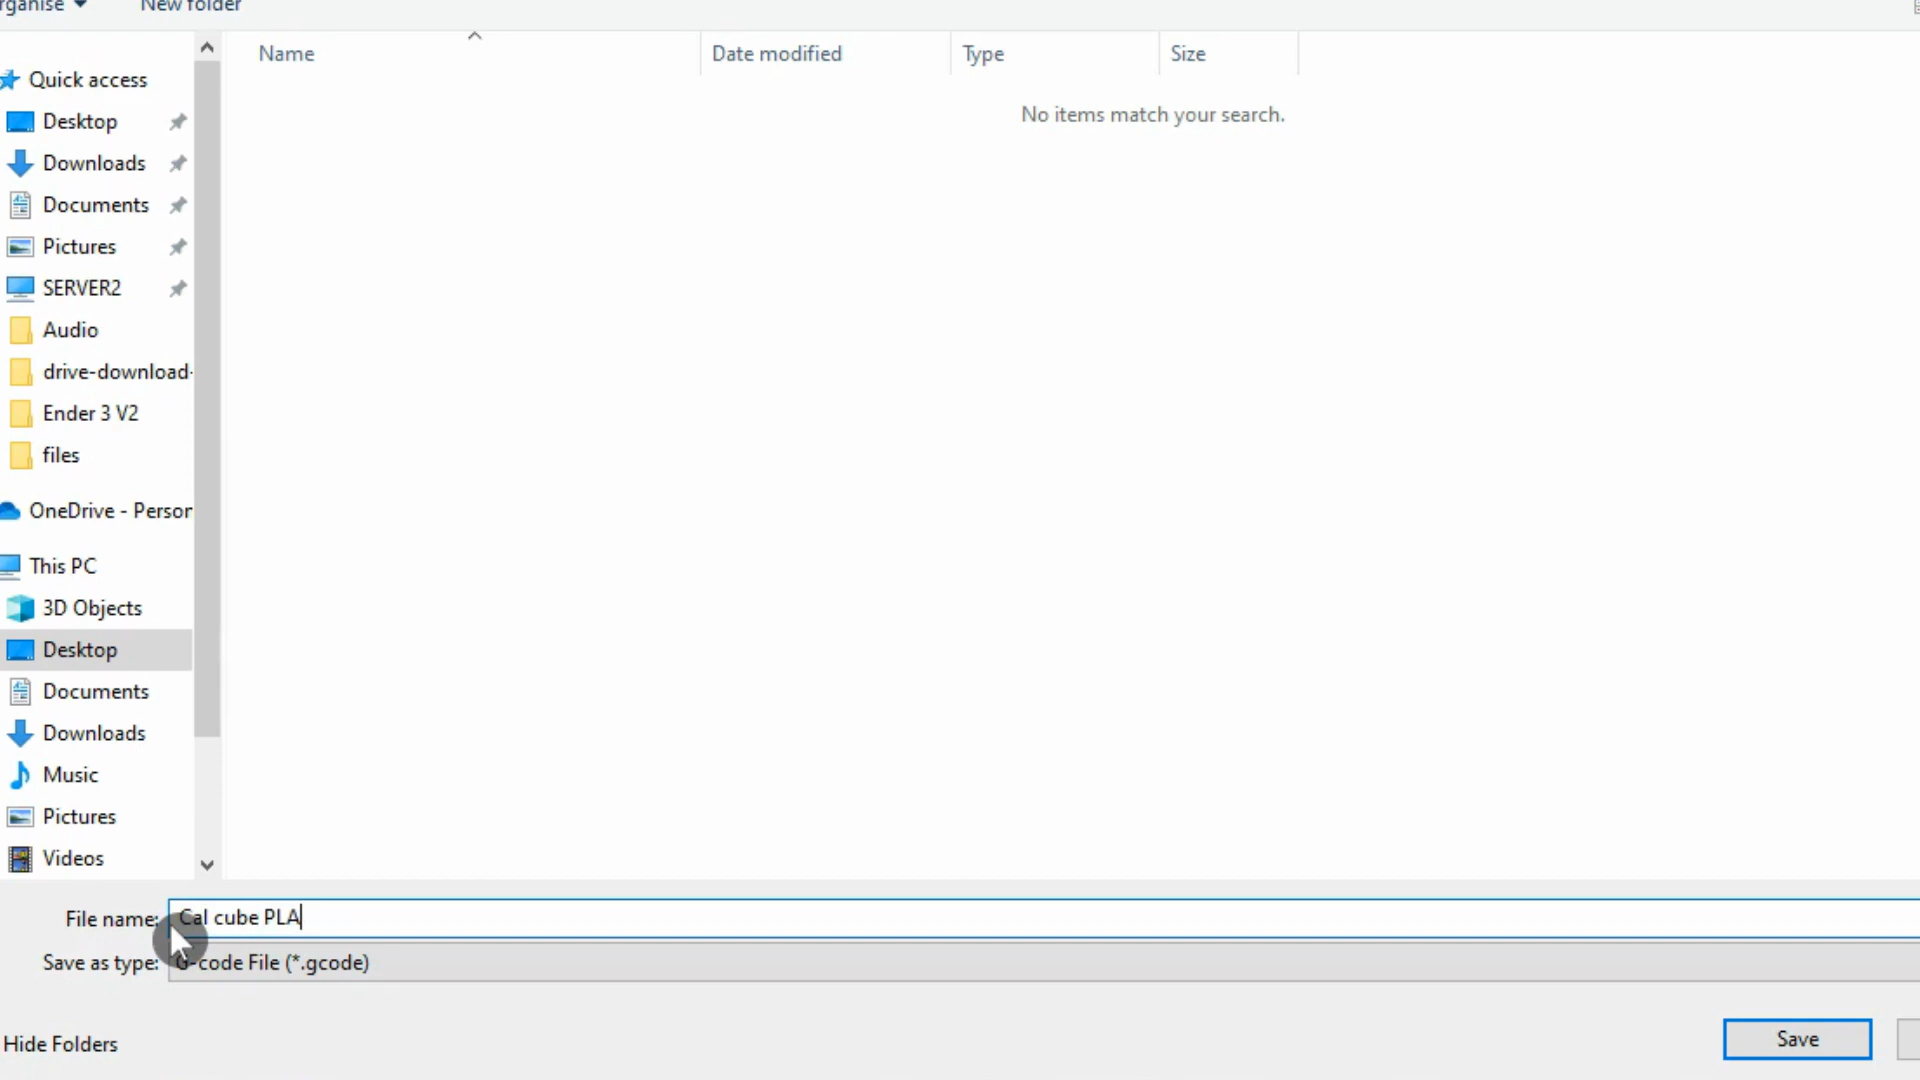 rganise
New folder
Name
Date modified
Type
Size
No items match your search.
Quick access
Desktop
Downloads
Documents
Pictures
SERVER2
Audio
drive-download-
Ender 3 V2
files
OneDrive - Person
This PC
3D Objects
Desktop
Documents
Downloads
Music
Pictures
Videos
File name: Cal cube PLA
Save as type: G-code File (*.gcode)
Hide Folders
Save